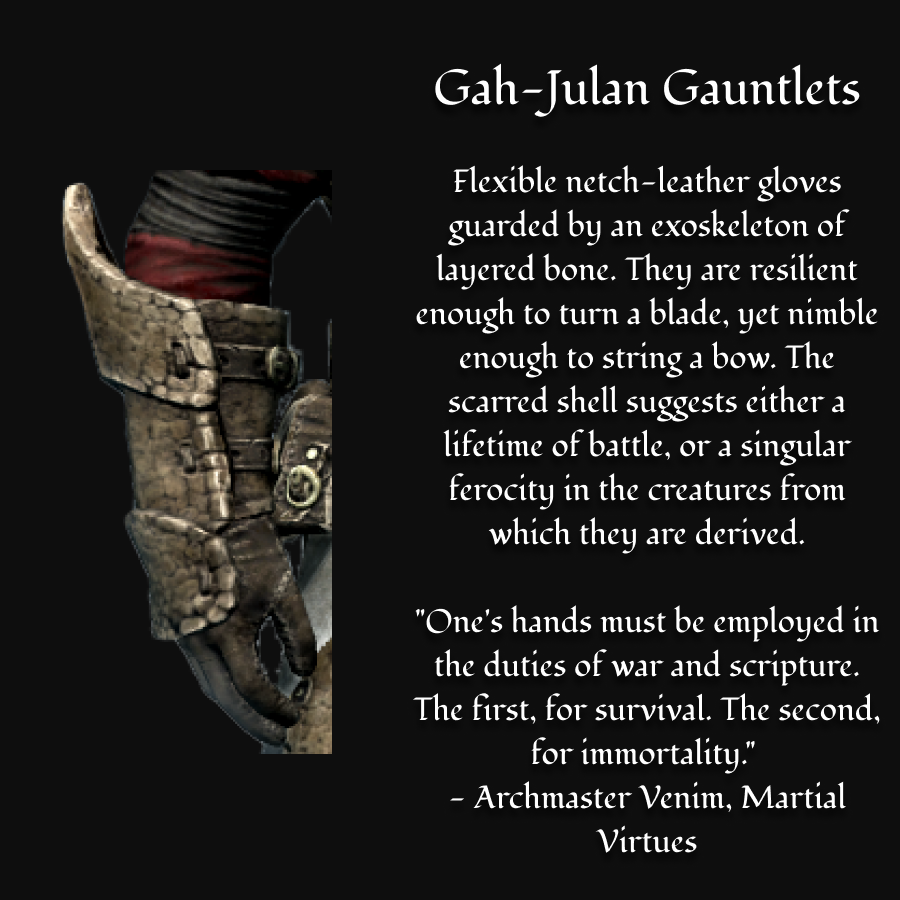 Gah-Julan Gauntlets
Flexible netch-leather gloves
guarded by an exoskeleton of
layered bone. They are resilient
enough to turn a blade, yet nimble
enough to string a bow. The
scarred shell suggests either a
lifetime of battle, or a singular
ferocity in the creatures from
which they are derived.
"One's hands must be employed in
the duties of war and scripture.
The first, for survival. The second,
for immortality."
- Archmaster Venim, Martial
Virtues